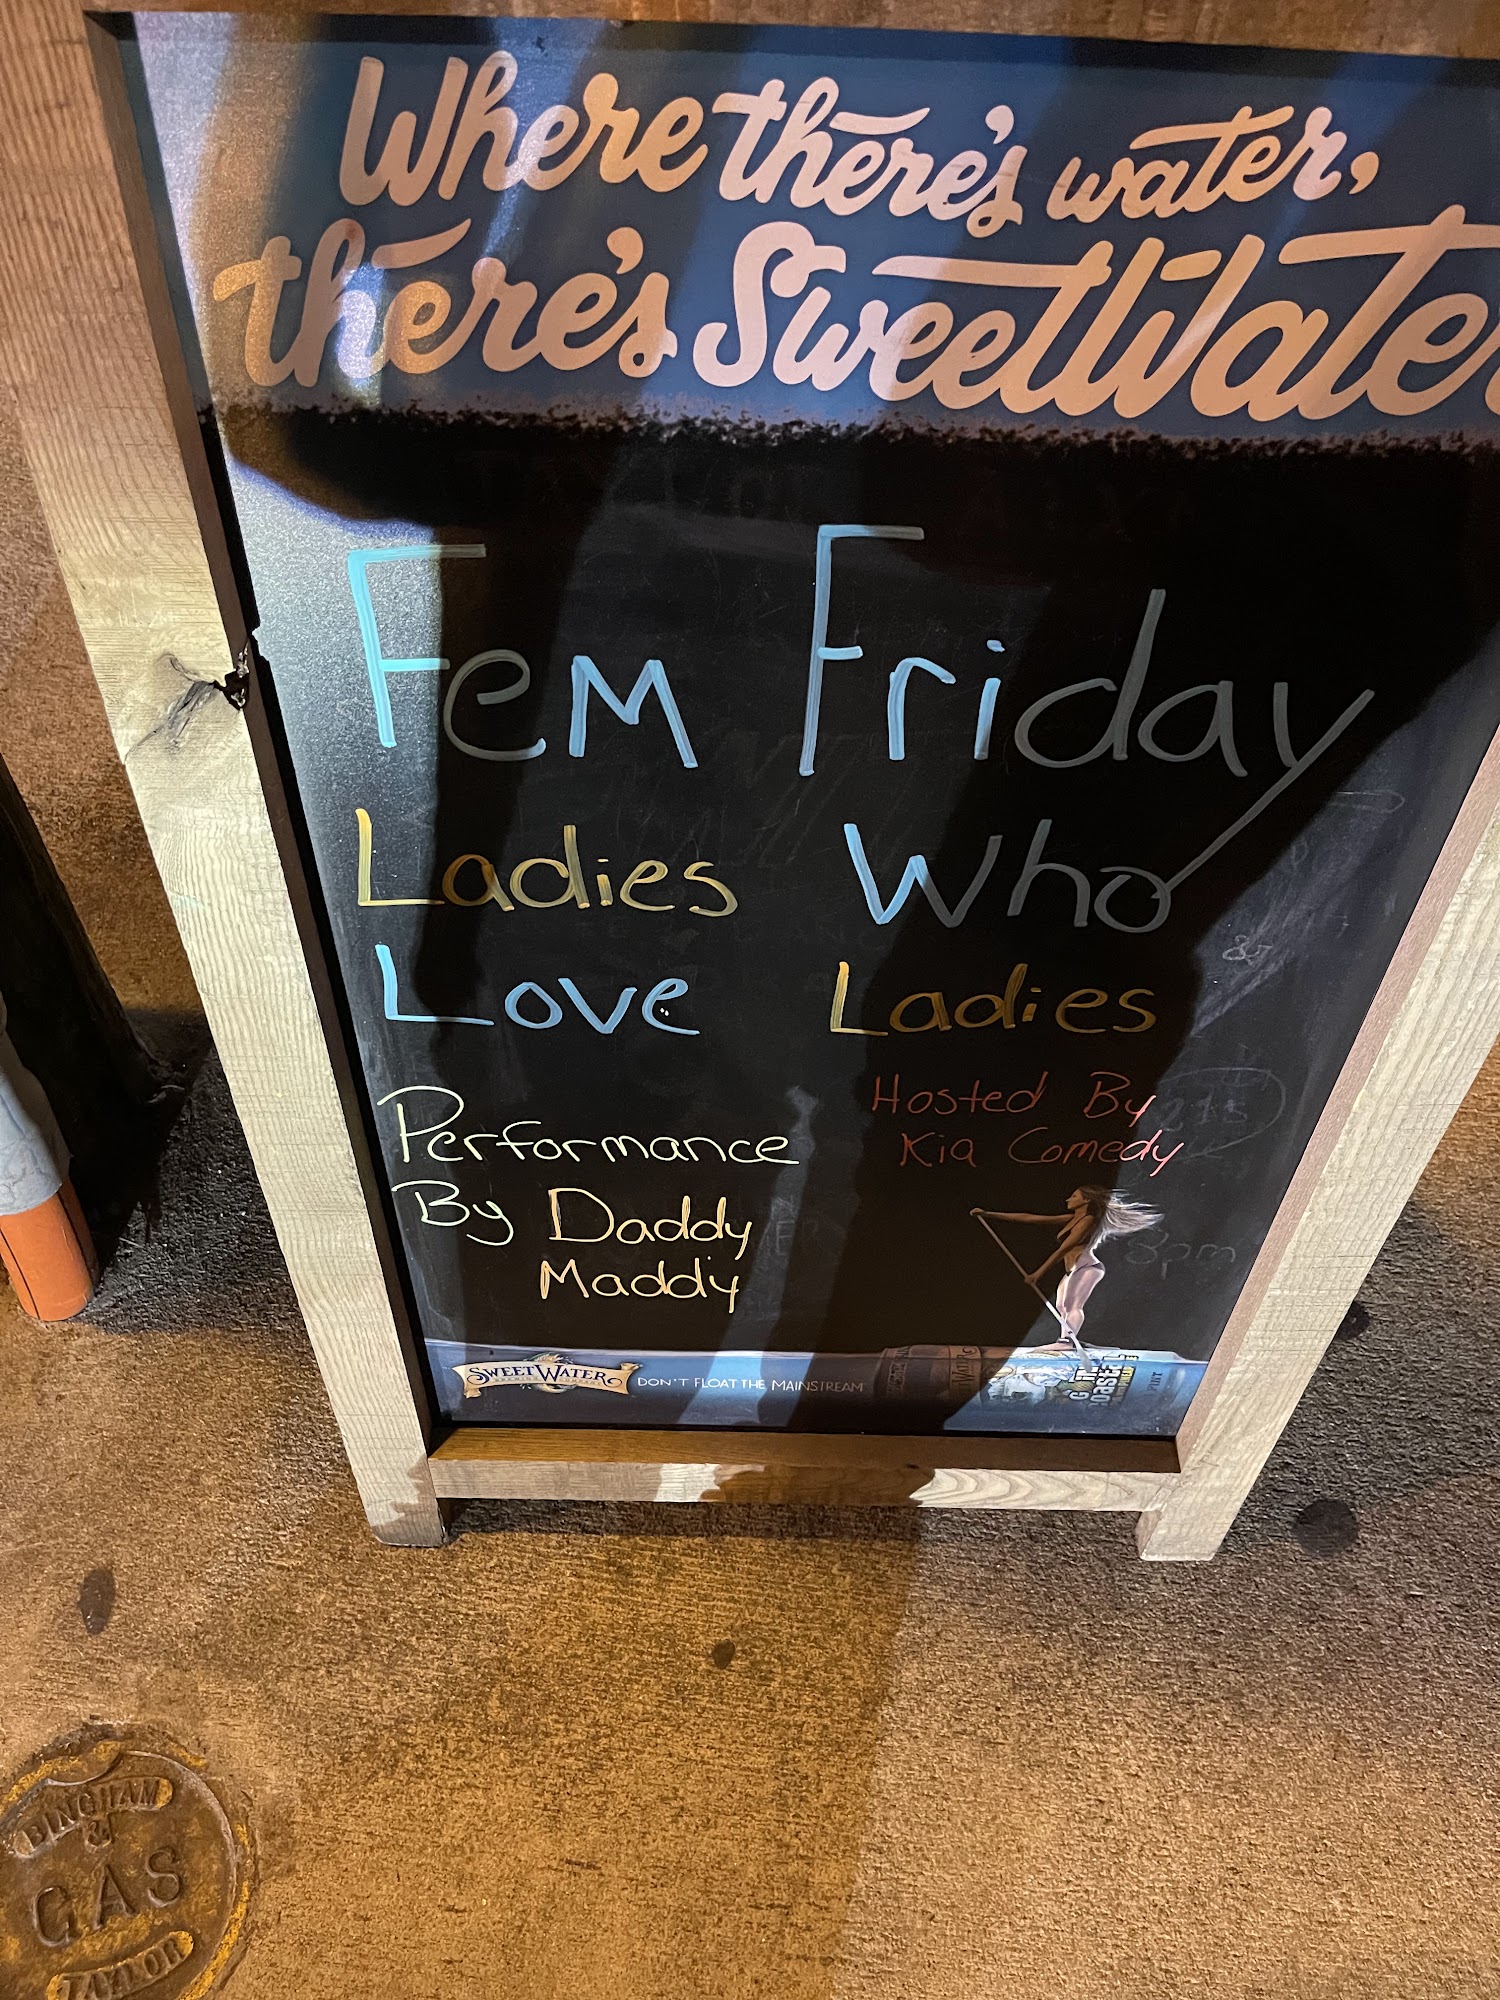 Where there's water,
there's SweetWater
Fem Friday
Ladies Who
Love Ladies
Performance
By Daddy
Maddy
Hosted By
Kia Comedy
8pm
SWEETWATER
DON'T FLOAT THE MAINSTREAM
BINGHAM
&
GAS
TAYLOR